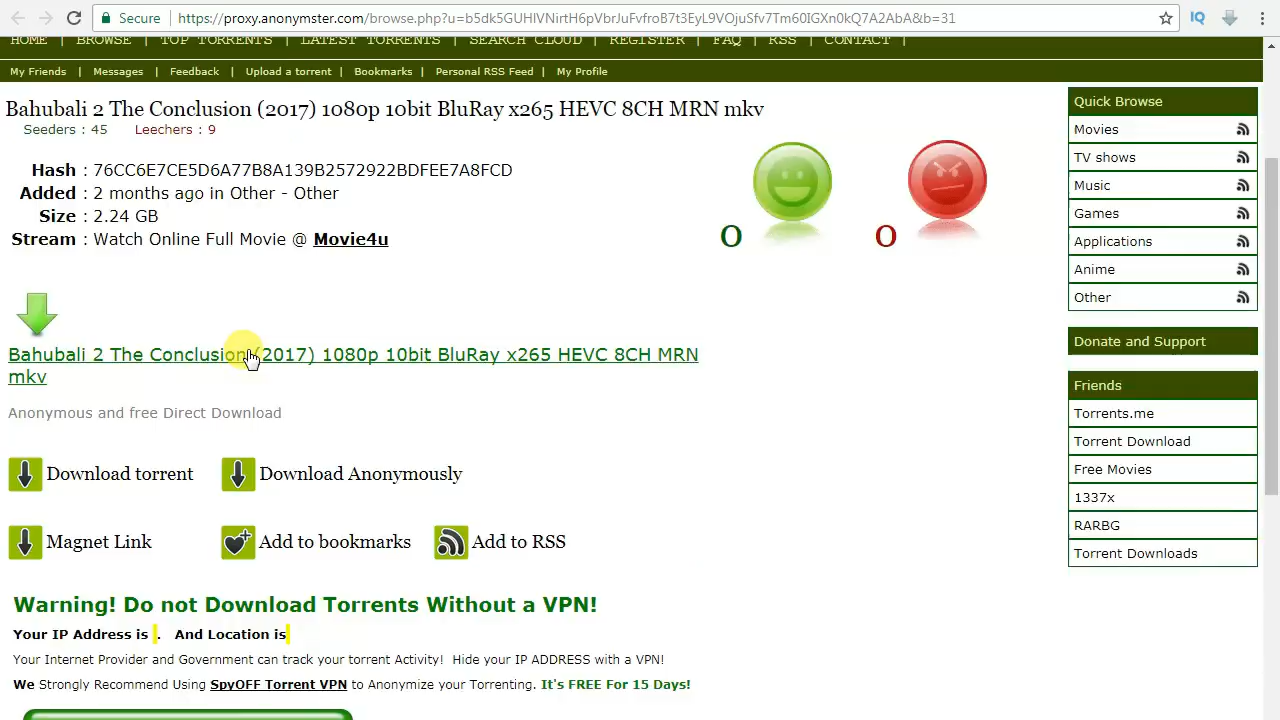 Secure https://proxy.anonymster.com/browse.php?u=b5dk5GUHlVNirtH6pVbrJuFvfroB7t3EyL9VOjuSfv7Tm60IGXn0kQ7A2AbA&b=31
IQ
HOME | BROWSE | TOP TORRENTS | LATEST TORRENTS | SEARCH CLOUD | REGISTER | FAQ | RSS | CONTACT |
My Friends | Messages | Feedback | Upload a torrent | Bookmarks | Personal RSS Feed | My Profile
Bahubali 2 The Conclusion (2017) 1080p 10bit BluRay x265 HEVC 8CH MRN mkv
Seeders : 45 Leechers : 9
Hash : 76CC6E7CE5D6A77B8A139B2572922BDFEE7A8FCD
Added : 2 months ago in Other - Other
Size : 2.24 GB
Stream : Watch Online Full Movie @ Movie4u
0 0
Bahubali 2 The Conclusion (2017) 1080p 10bit BluRay x265 HEVC 8CH MRN
mkv
Anonymous and free Direct Download
Download torrent Download Anonymously
Magnet Link Add to bookmarks Add to RSS
Warning! Do not Download Torrents Without a VPN!
Your IP Address is . And Location is
Your Internet Provider and Government can track your torrent Activity! Hide your IP ADDRESS with a VPN!
We Strongly Recommend Using SpyOFF Torrent VPN to Anonymize your Torrenting. It's FREE For 15 Days!
Quick Browse
Movies
TV shows
Music
Games
Applications
Anime
Other
Donate and Support
Friends
Torrents.me
Torrent Download
Free Movies
1337x
RARBG
Torrent Downloads